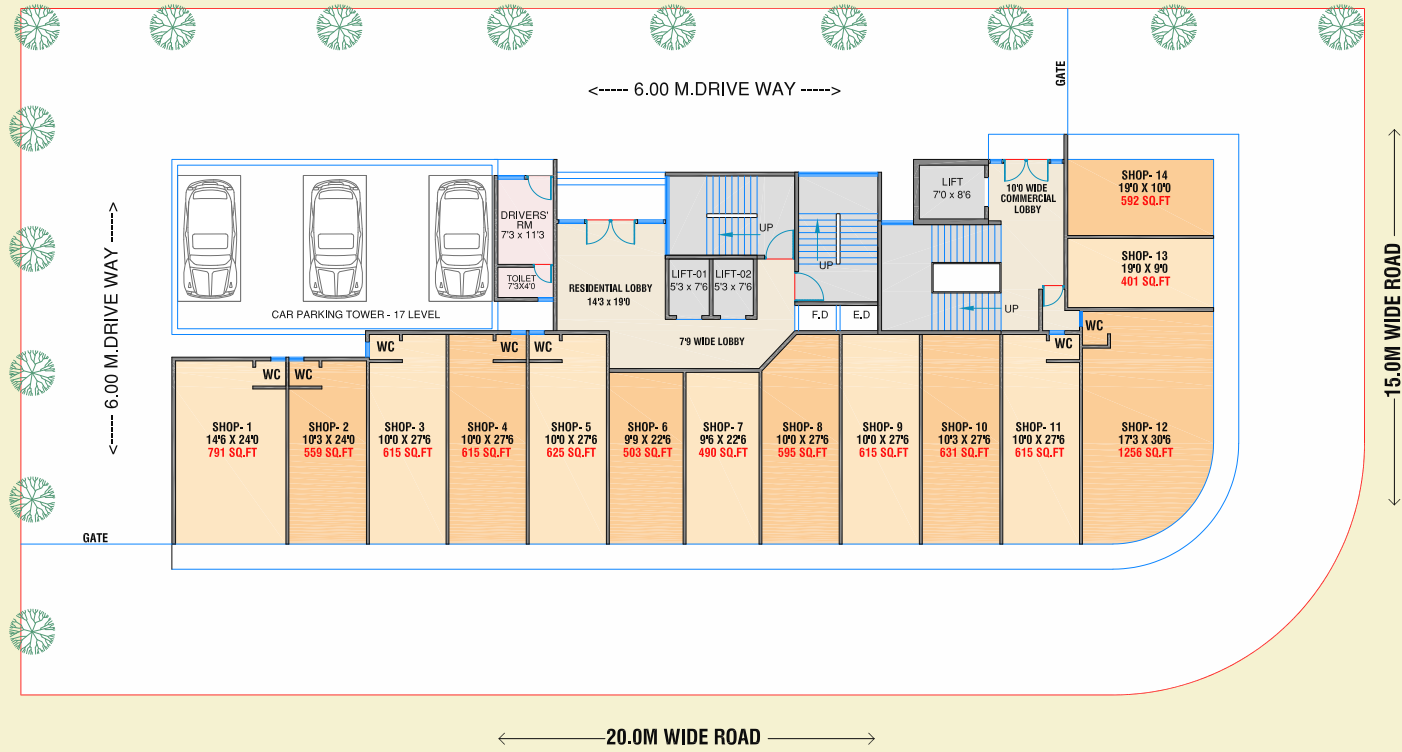 <----- 6.00 M.DRIVE WAY ----->
GATE
<----- 6.00 M.DRIVE WAY ----->
15.0M WIDE ROAD
DRIVERS'
RM
7'3 x 11'3
TOILET
7'3X4'0
CAR PARKING TOWER - 17 LEVEL
RESIDENTIAL LOBBY
14'3 x 19'0
UP
LIFT-01
5'3 x 7'6
LIFT-02
5'3 x 7'6
7'9 WIDE LOBBY
UP
F.D
E.D
LIFT
7'0 x 8'6
10'0 WIDE
COMMERCIAL
LOBBY
UP
SHOP- 14
19'0 X 10'0
592 SQ.FT
SHOP- 13
19'0 X 9'0
401 SQ.FT
WC
WC
WC
WC
WC
WC
WC
SHOP- 1
14'6 X 24'0
791 SQ.FT
SHOP- 2
10'3 X 24'0
559 SQ.FT
SHOP- 3
10'0 X 27'6
615 SQ.FT
SHOP- 4
10'0 X 27'6
615 SQ.FT
SHOP- 5
10'0 X 27'6
625 SQ.FT
SHOP- 6
9'9 X 22'6
503 SQ.FT
SHOP- 7
9'6 X 22'6
490 SQ.FT
SHOP- 8
10'0 X 27'6
595 SQ.FT
SHOP- 9
10'0 X 27'6
615 SQ.FT
SHOP- 10
10'3 X 27'6
631 SQ.FT
SHOP- 11
10'0 X 27'6
615 SQ.FT
SHOP- 12
17'3 X 30'6
1256 SQ.FT
GATE
20.0M WIDE ROAD